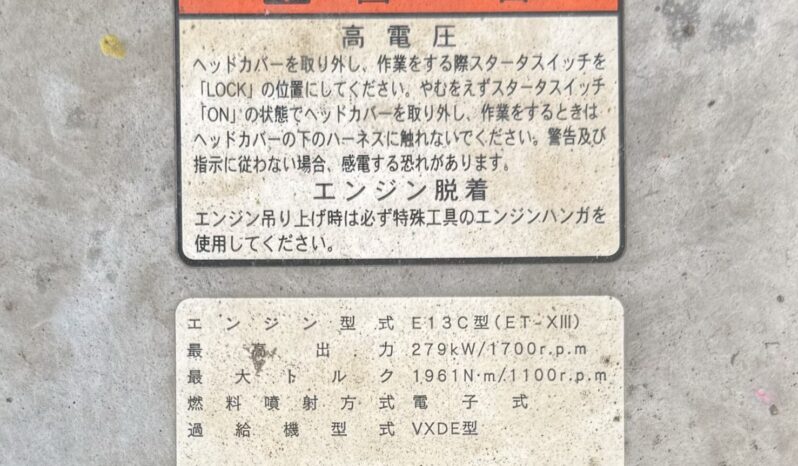 高電圧
ヘッドカバーを取り外し、作業をする際スタータスイッチを
「LOCK」の位置にしてください。やむをえずスタータスイッチ
「ON」の状態でヘッドカバーを取り外し、作業をするときは
ヘッドカバーの下のハーネスに触れないでください。警告及び
指示に従わない場合、感電する恐れがあります。
エンジン脱着
エンジン吊り上げ時は必ず特殊工具のエンジンハンガを
使用してください。
エンジン型式 E13C型(ET-XIII)
最高出力 279kW/1700r.p.m
最大トルク 1961N·m/1100r.p.m
燃料噴射方式 電子式
過給機型式 VXDE型